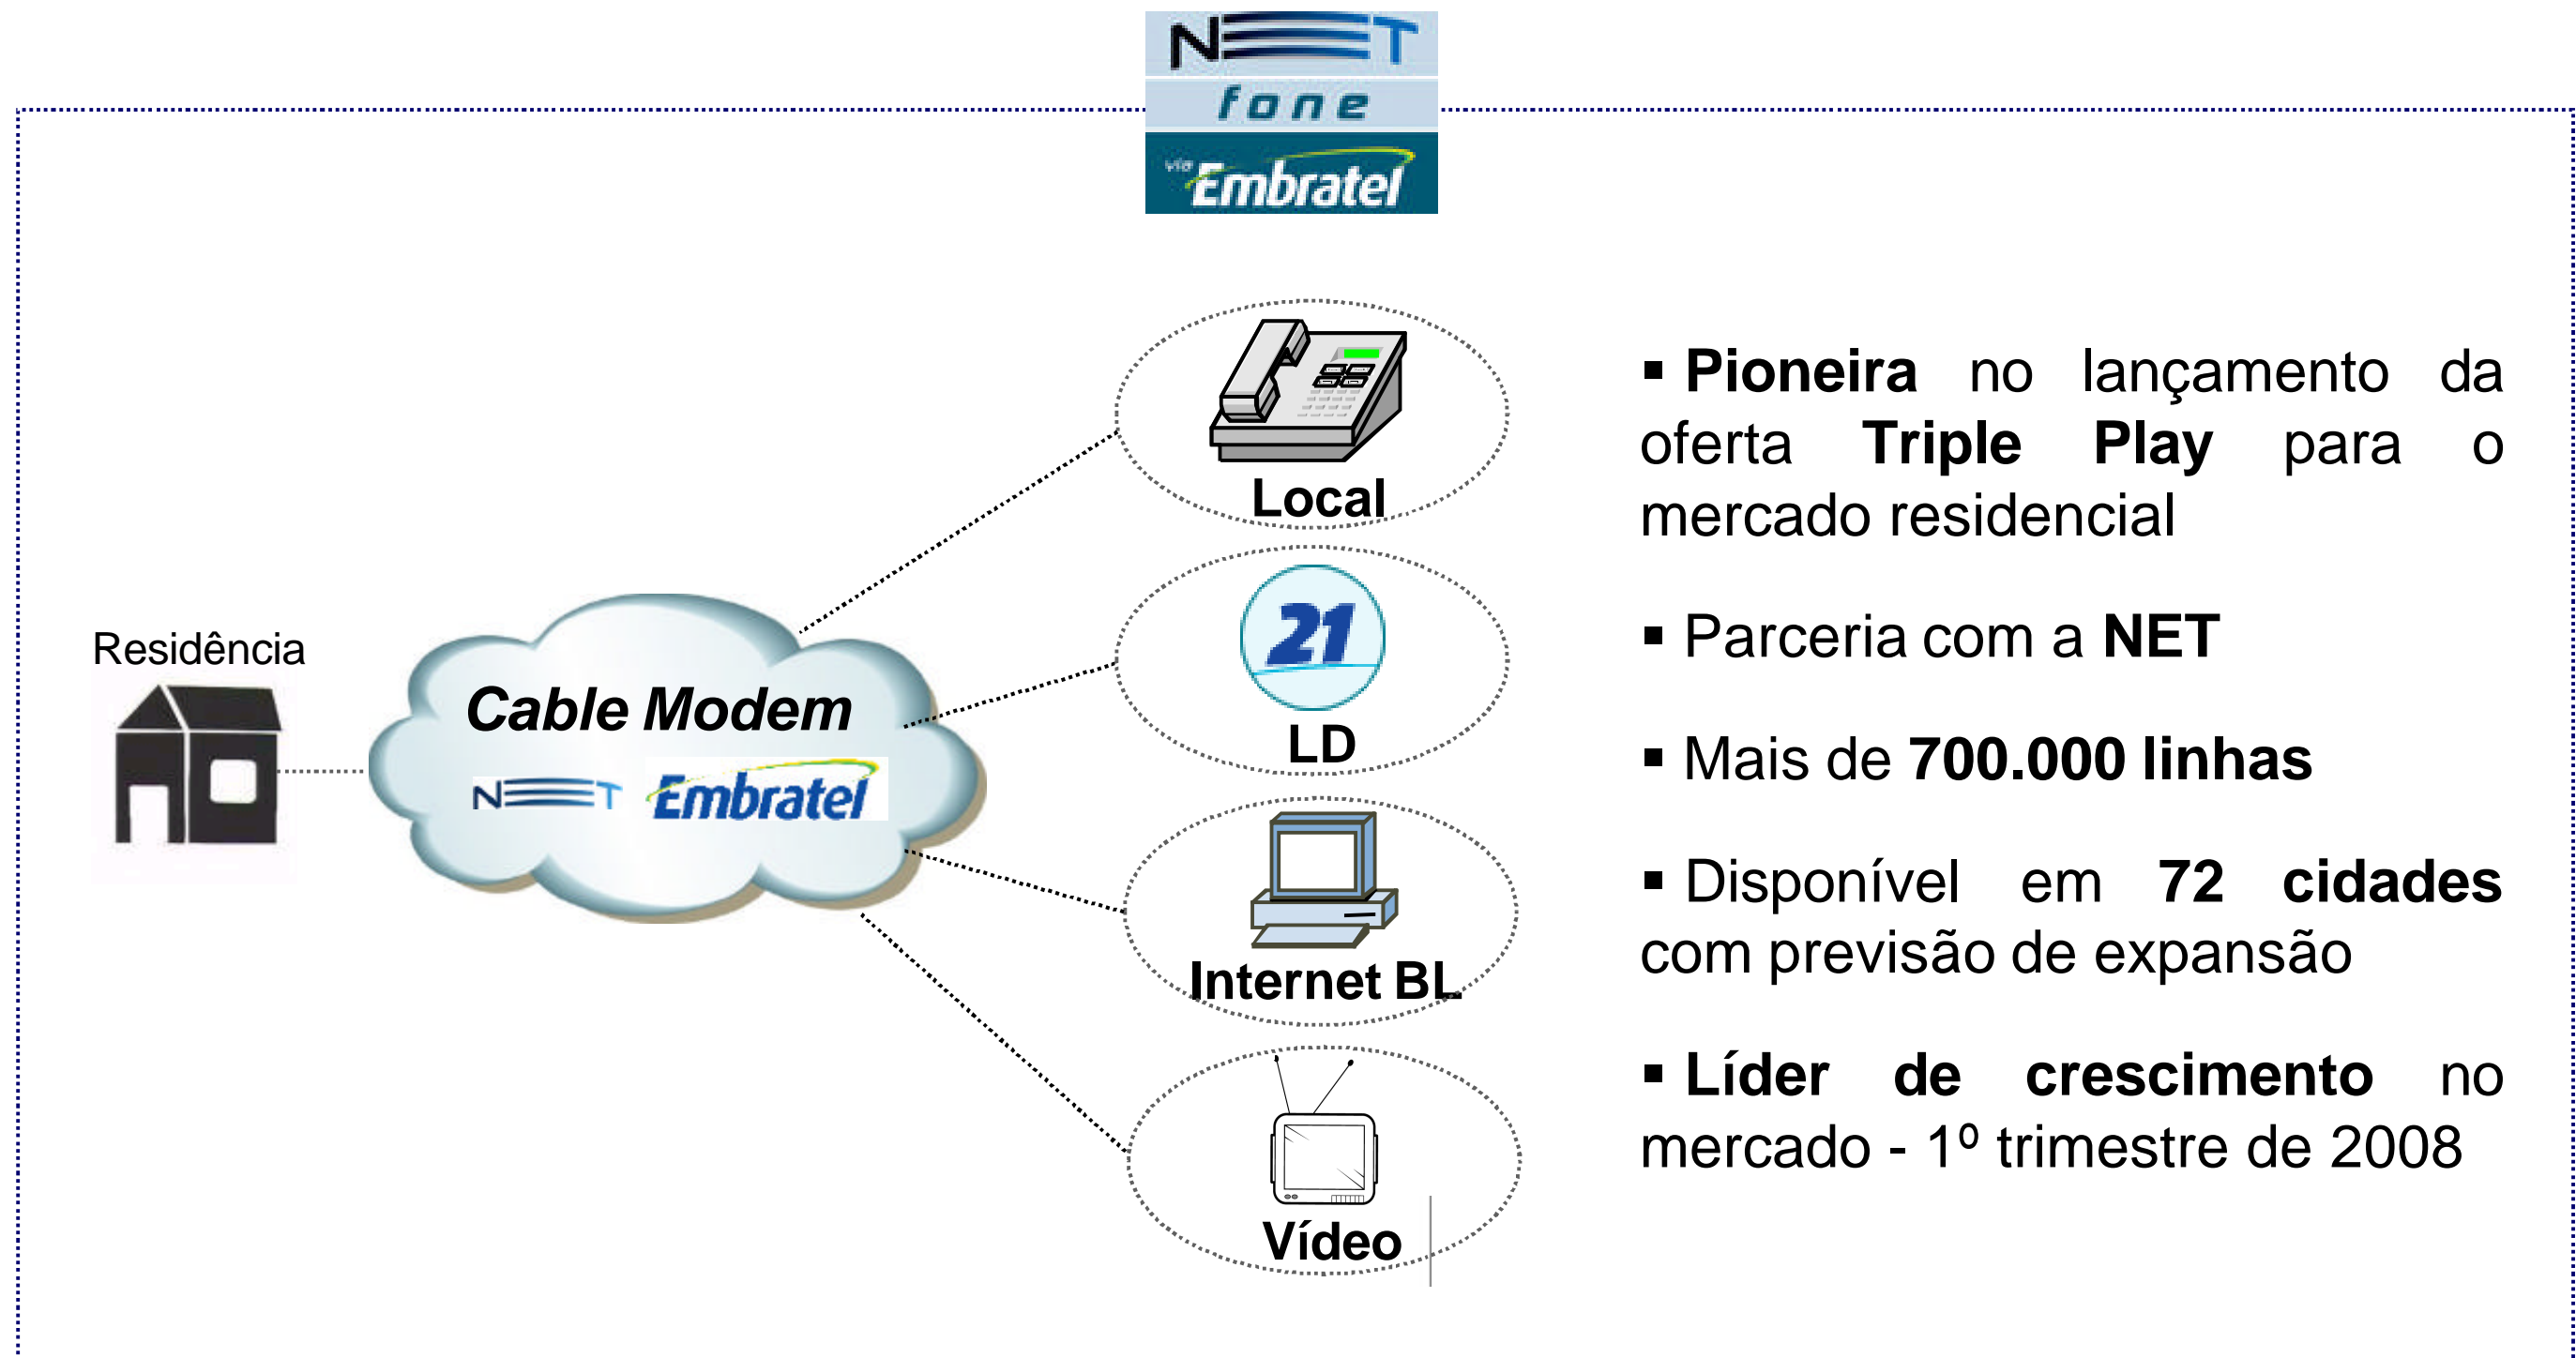 NET
fone
via Embratel
Local
21
LD
Internet BL
Vídeo
Residência
Cable Modem
NET Embratel
▪ Pioneira no lançamento da
oferta Triple Play para o
mercado residencial
▪ Parceria com a NET
▪ Mais de 700.000 linhas
▪ Disponível em 72 cidades
com previsão de expansão
▪ Líder de crescimento no
mercado - 1º trimestre de 2008